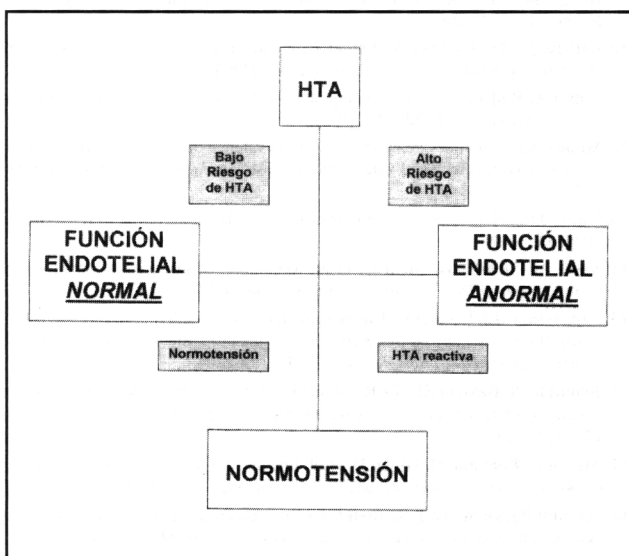 HTA
Bajo
Riesgo
de HTA
Alto
Riesgo
de HTA
FUNCIÓN
ENDOTELIAL
NORMAL
FUNCIÓN
ENDOTELIAL
ANORMAL
Normotensión
HTA reactiva
NORMOTENSIÓN